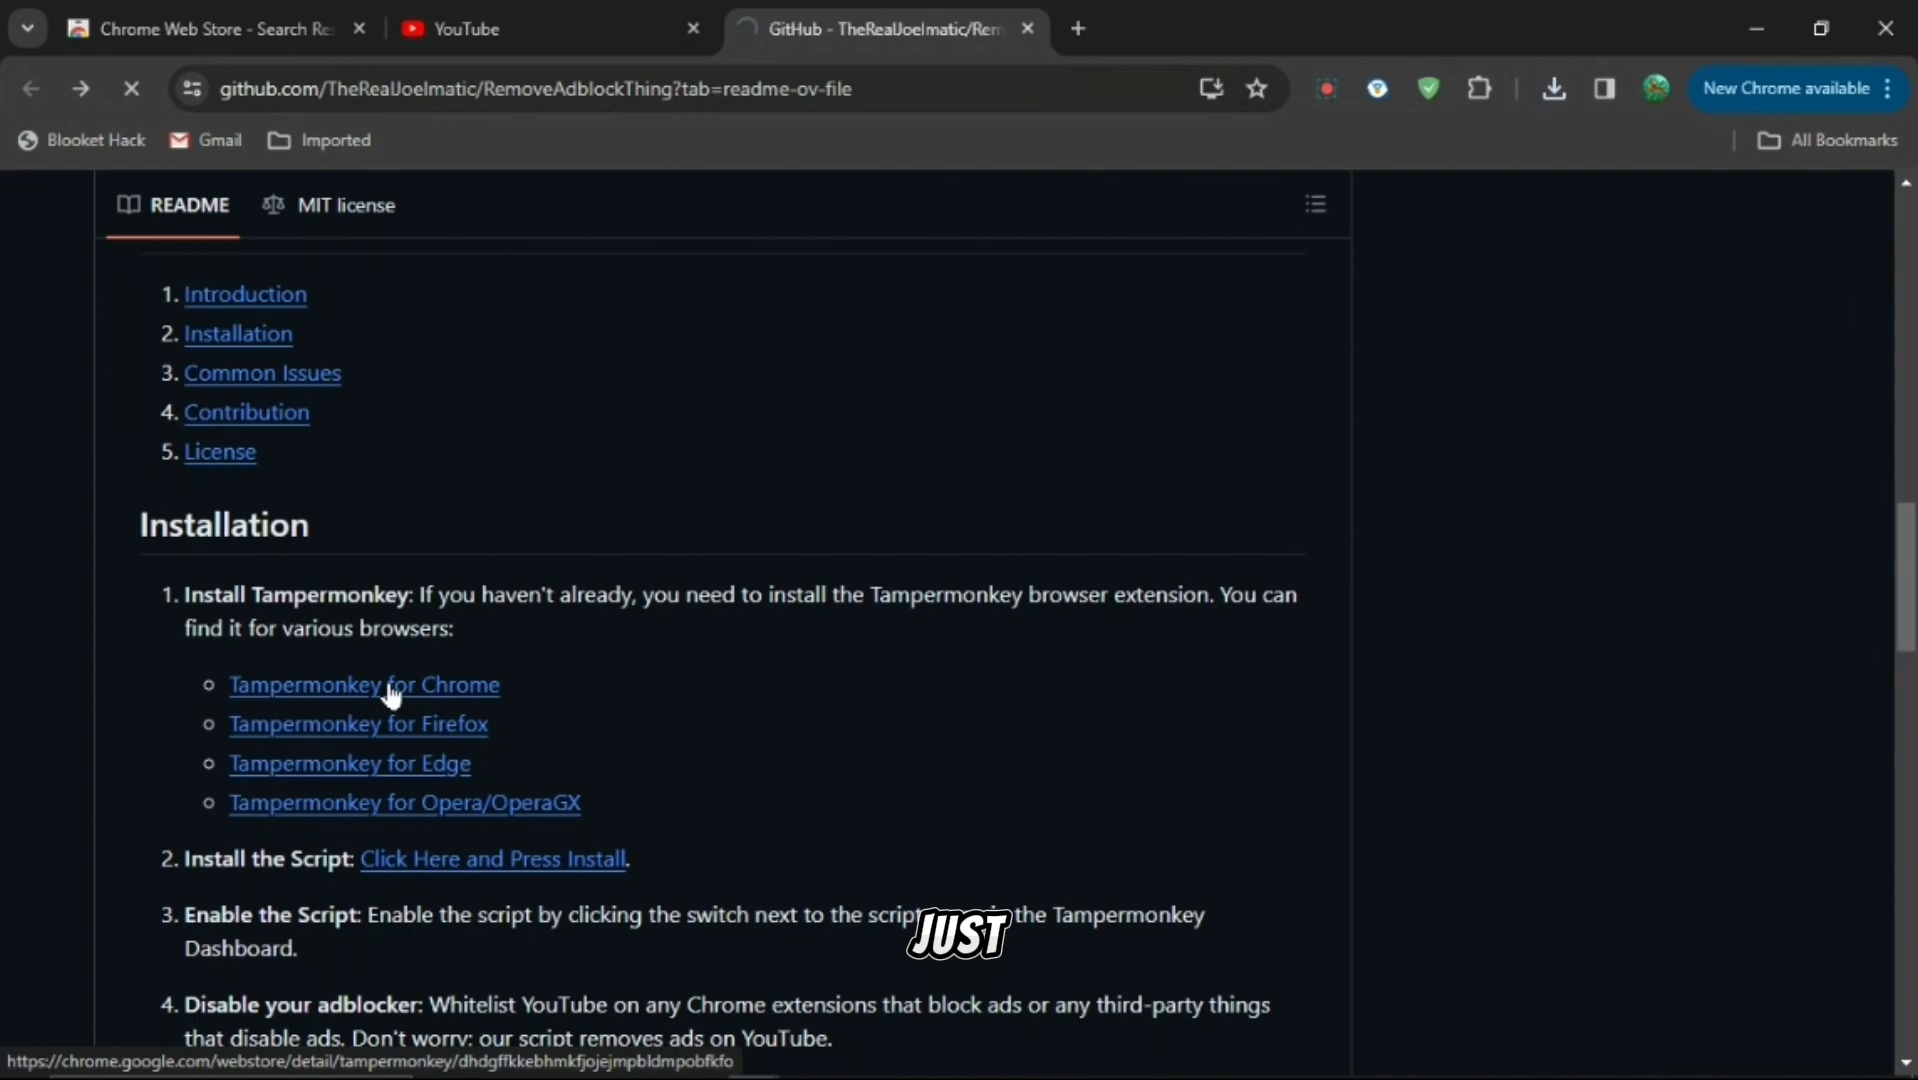 Chrome Web Store - Search Re
YouTube
GitHub - TheRealJoelmatic/Rem
github.com/TheRealJoelmatic/RemoveAdblockThing?tab=readme-ov-file
New Chrome available
Blooket Hack
Gmail
Imported
All Bookmarks
README
MIT license
1. Introduction
2. Installation
3. Common Issues
4. Contribution
5. License
Installation
1. Install Tampermonkey: If you haven't already, you need to install the Tampermonkey browser extension. You can
find it for various browsers:
Tampermonkey for Chrome
Tampermonkey for Firefox
Tampermonkey for Edge
Tampermonkey for Opera/OperaGX
2. Install the Script: Click Here and Press Install.
3. Enable the Script: Enable the script by clicking the switch next to the script the Tampermonkey
JUST
Dashboard.
4. Disable your adblocker: Whitelist YouTube on any Chrome extensions that block ads or any third-party things
that disable ads. Don't worry; our script removes ads on YouTube.
https://chrome.google.com/webstore/detail/tampermonkey/dhdgffkkebhmkfjojejmpbldmpobfkfo